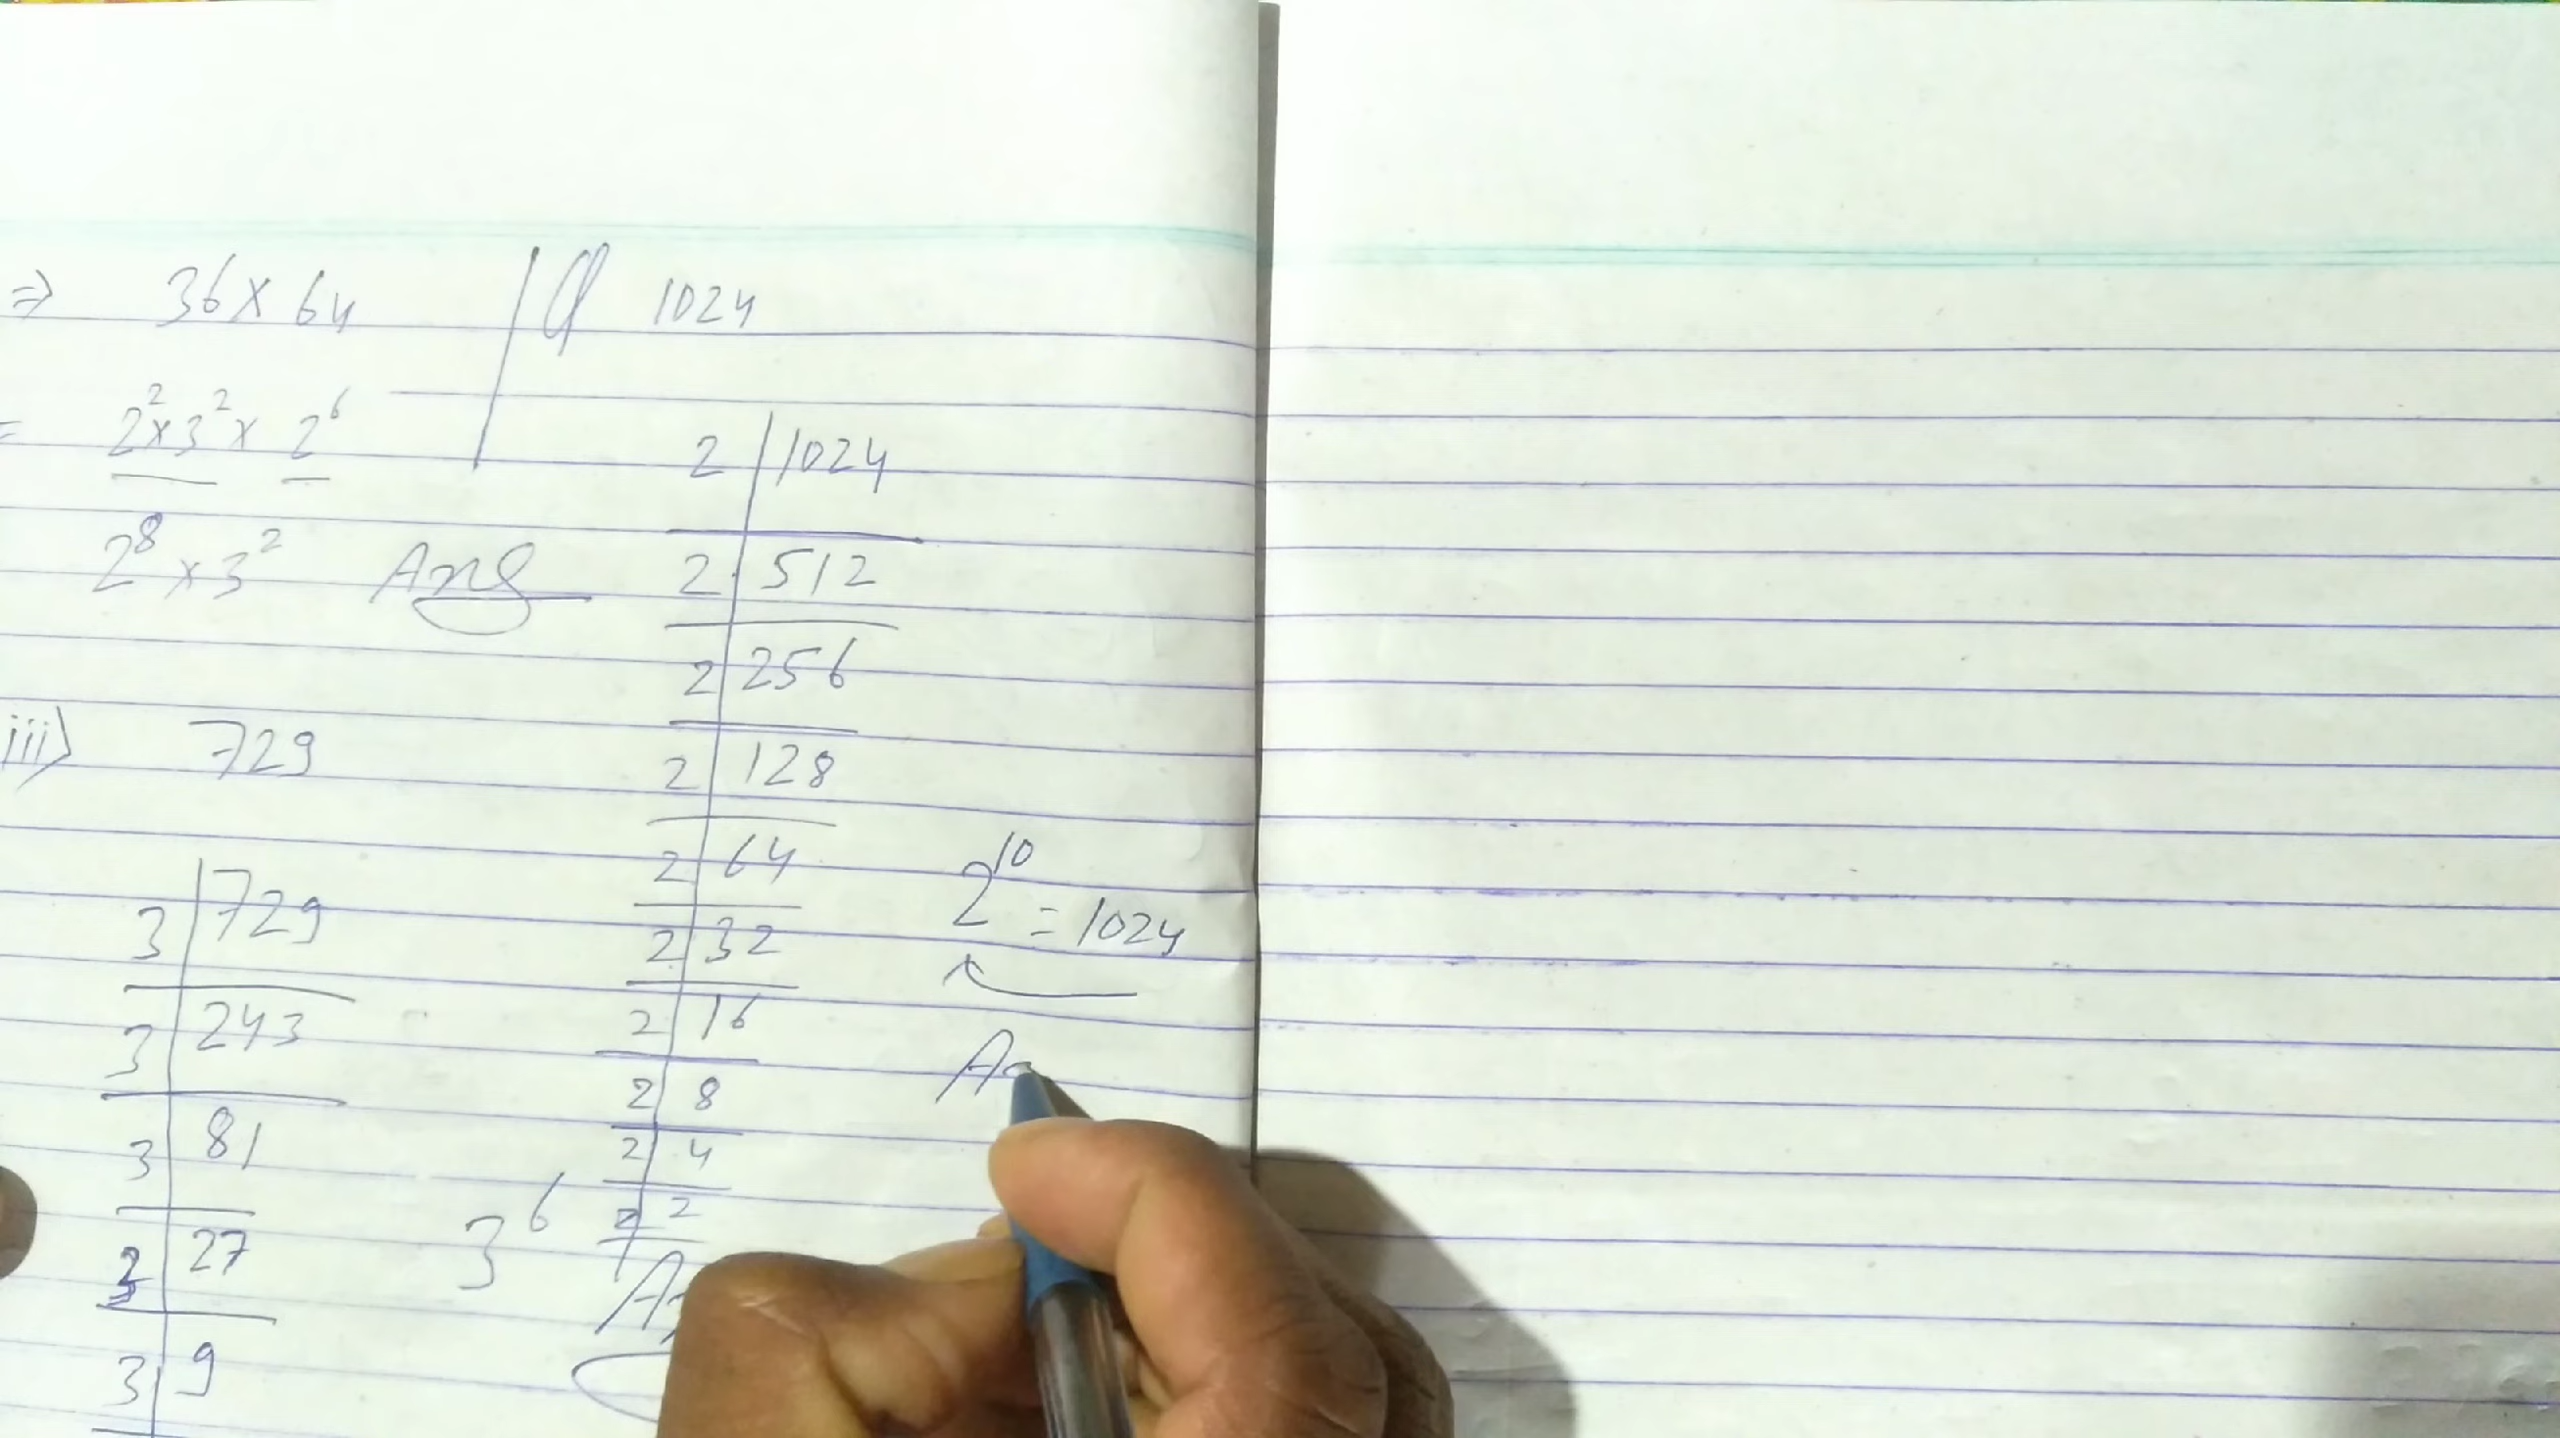 ⇒ 36 x 64
= 2² x 3² x 2⁶
2⁸ x 3² Ans
iii) 729
3 | 729
3 | 243
3 | 81
3 | 27
3 | 9
3⁶
1024
2 | 1024
2 | 512
2 | 256
2 | 128
2 | 64
2 | 32
2 | 16
2 | 8
2 | 4
2 | 2
2¹⁰ = 1024